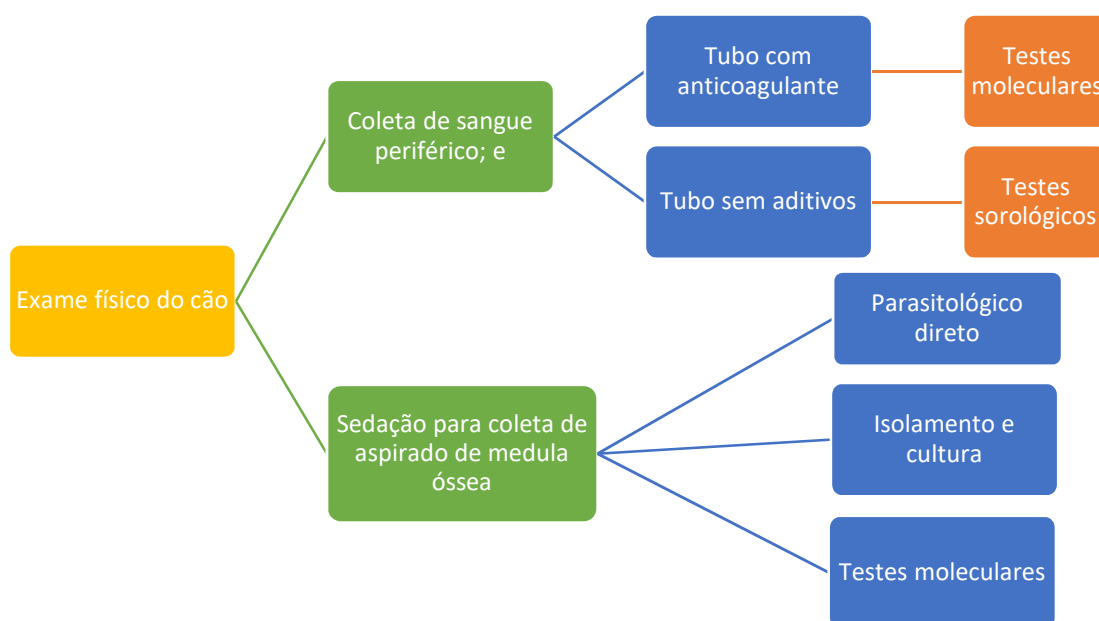 Exame físico do cão
Coleta de sangue
periférico; e
Tubo com
anticoagulante
Testes
moleculares
Tubo sem aditivos
Testes
sorológicos
Sedação para coleta de
aspirado de medula
óssea
Parasitológico
direto
Isolamento e
cultura
Testes moleculares